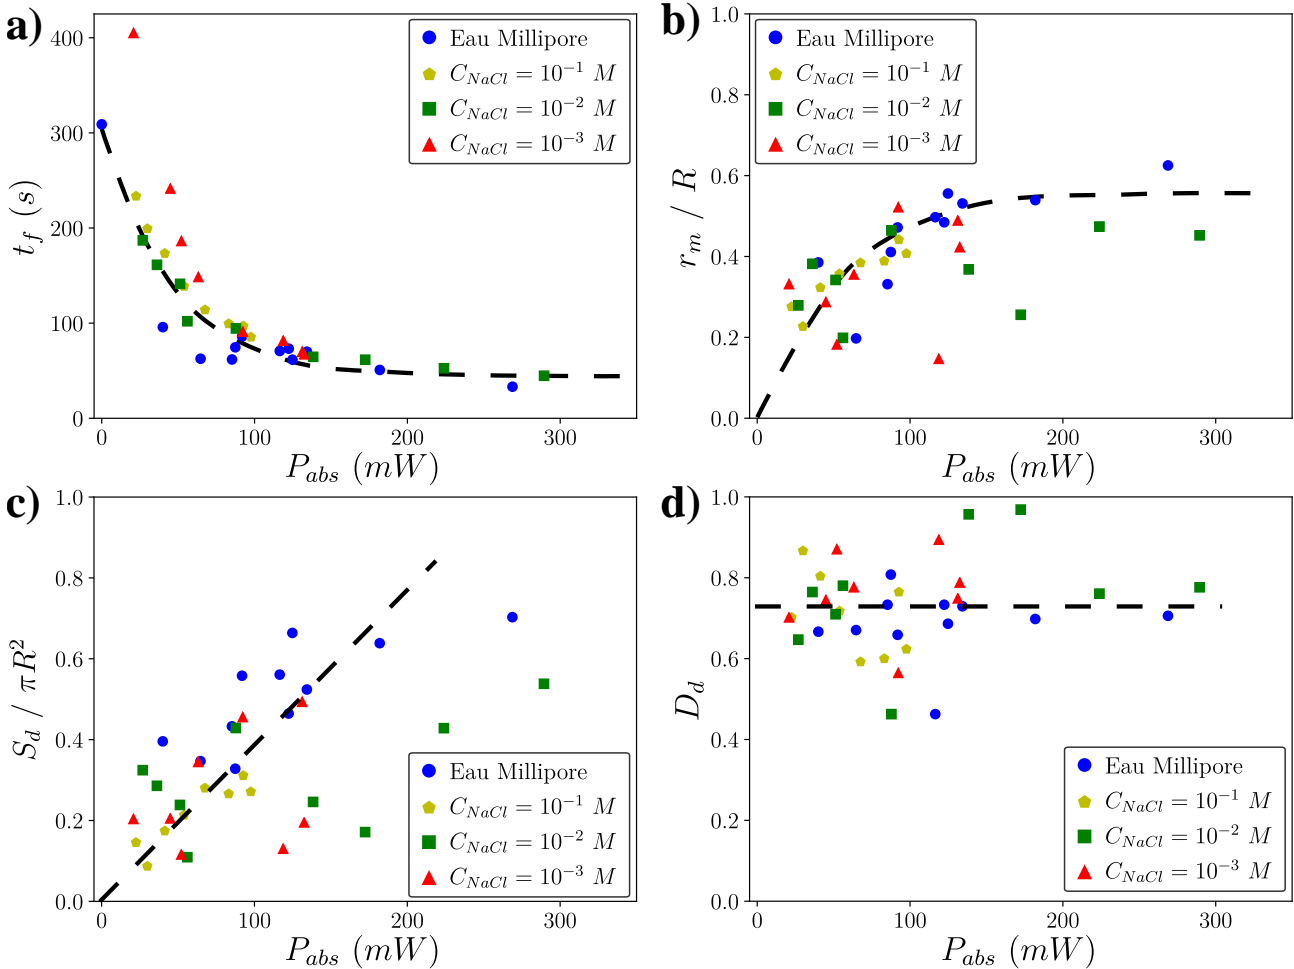 a)
400
300
200
100
0
t_f (s)
0 100 200 300
P_abs (mW)
Eau Millipore
C_NaCl = 10⁻¹ M
C_NaCl = 10⁻² M
C_NaCl = 10⁻³ M
b)
1.0
0.8
0.6
0.4
0.2
0.0
r_m / R
0 100 200 300
P_abs (mW)
Eau Millipore
C_NaCl = 10⁻¹ M
C_NaCl = 10⁻² M
C_NaCl = 10⁻³ M
c)
1.0
0.8
0.6
0.4
0.2
0.0
S_d / πR²
0 100 200 300
P_abs (mW)
Eau Millipore
C_NaCl = 10⁻¹ M
C_NaCl = 10⁻² M
C_NaCl = 10⁻³ M
d)
1.0
0.8
0.6
0.4
0.2
0.0
D_d
0 100 200 300
P_abs (mW)
Eau Millipore
C_NaCl = 10⁻¹ M
C_NaCl = 10⁻² M
C_NaCl = 10⁻³ M